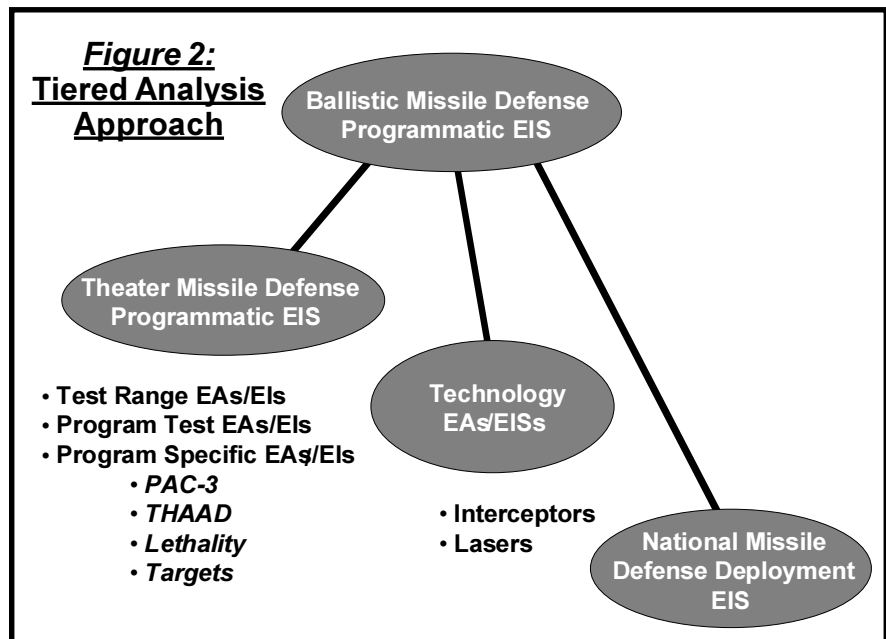 Figure 2:
Tiered Analysis
Approach
Ballistic Missile Defense
Programmatic EIS
Theater Missile Defense
Programmatic EIS
• Test Range EAs/EIs
• Program Test EAs/EIs
• Program Specific EAs/EIs
• PAC-3
• THAAD
• Lethality
• Targets
Technology
EAs/EISs
• Interceptors
• Lasers
National Missile
Defense Deployment
EIS